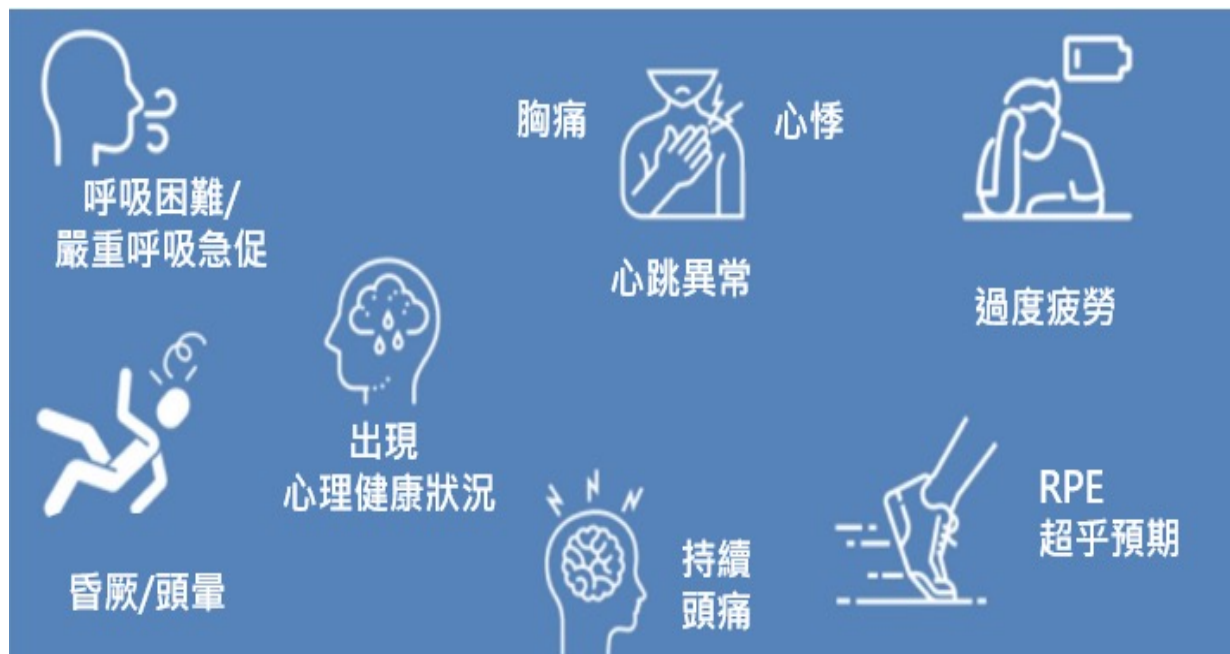 呼吸困難/
嚴重呼吸急促
胸痛
心悸
心跳異常
過度疲勞
出現
心理健康狀況
昏厥/頭暈
持續
頭痛
RPE
超乎預期